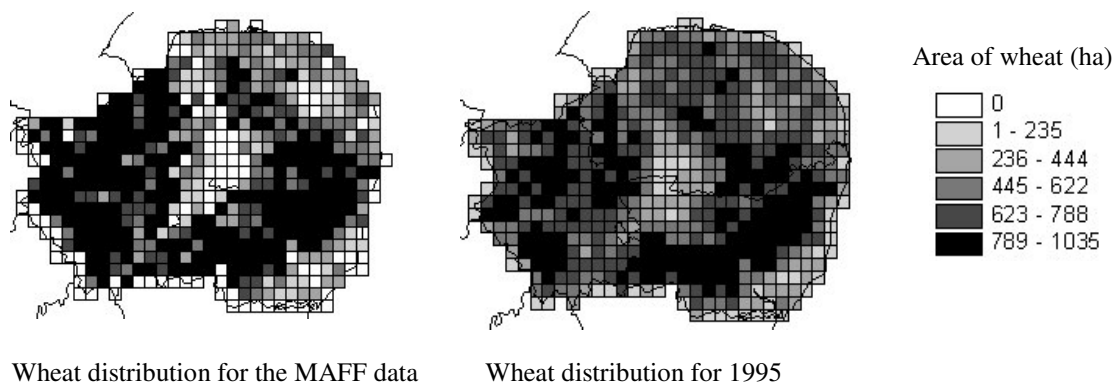 Area of wheat (ha)
0
1 - 235
236 - 444
445 - 622
623 - 788
789 - 1035
Wheat distribution for the MAFF data
Wheat distribution for 1995